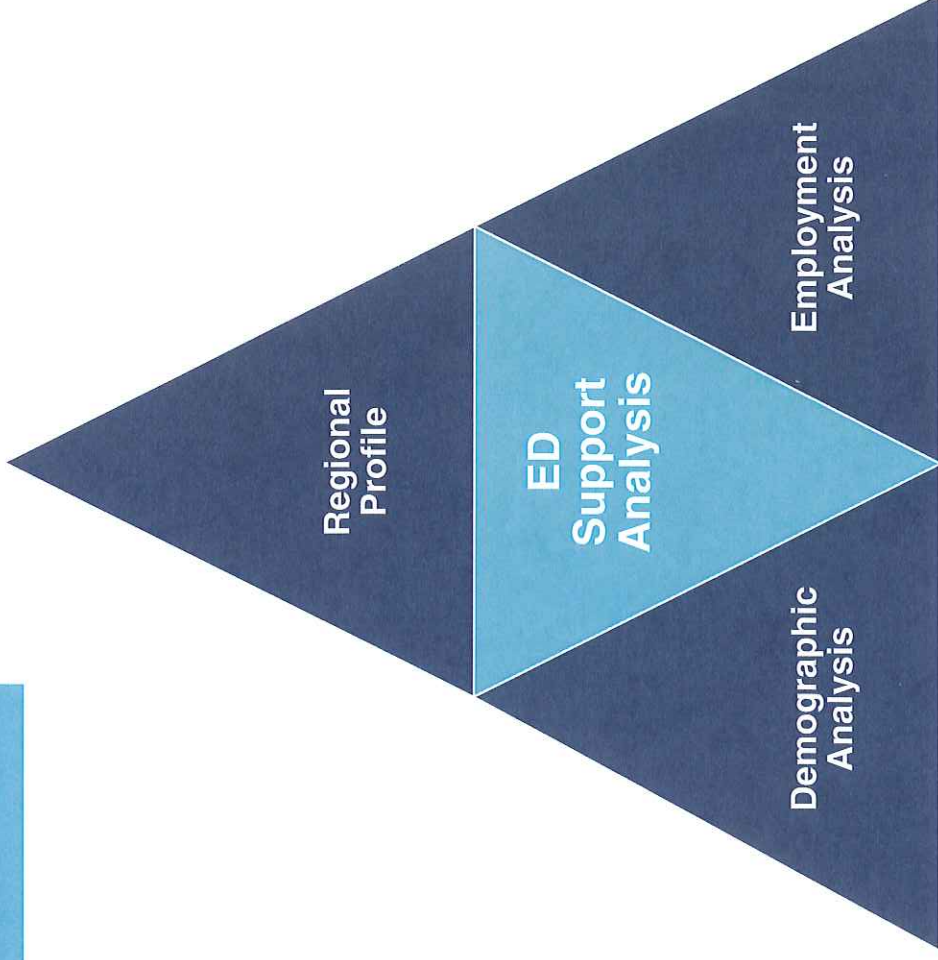 Regional
Profile
ED
Support
Analysis
Demographic
Analysis
Employment
Analysis